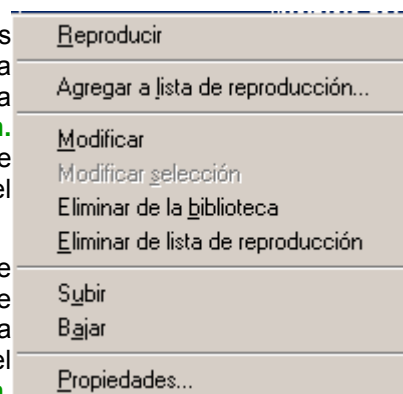 Reproducir
Agregar a lista de reproducción...
Modificar
Modificar selección
Eliminar de la biblioteca
Eliminar de lista de reproducción
Subir
Bajar
Propiedades...